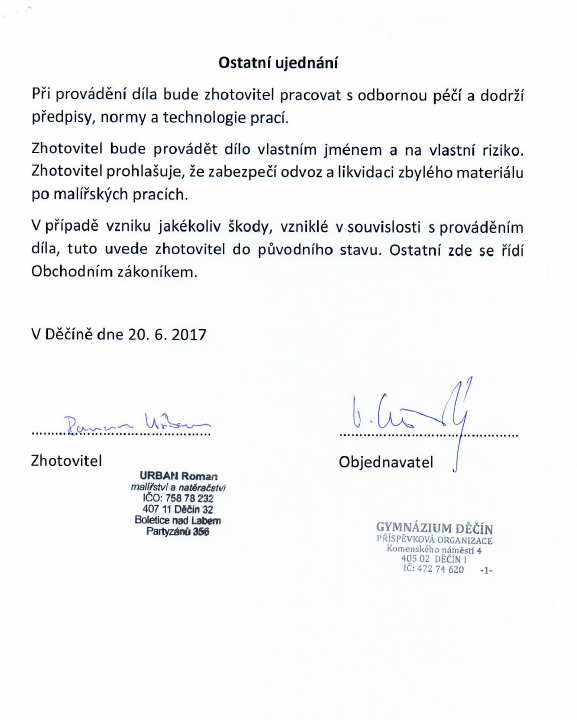 Ostatní ujednání
Při provádění díla bude zhotovitel pracovat s odbornou péčí a dodrží
předpisy, normy a technologie prací.
Zhotovitel bude provádět dílo vlastním jménem a na vlastní riziko.
Zhotovitel prohlašuje, že zabezpečí odvoz a likvidaci zbylého materiálu
po malířských pracích.
V případě vzniku jakékoliv škody, vzniklé v souvislosti s prováděním
díla, tuto uvede zhotovitel do původního stavu. Ostatní zde se řídí
Obchodním zákoníkem.
V Děčíně dne 20. 6. 2017
Roman Urban
Zhotovitel
Objednavatel
URBAN Roman
malířství a natěračství
IČO: 758 78 232
407 11 Děčín 32
Boletice nad Labem
Partyzánů 356
GYMNÁZIUM DĚČÍN
PŘÍSPĚVKOVÁ ORGANIZACE
Komenského náměstí 4
405 02 DĚČÍN I
IČ: 472 74 620 -1-